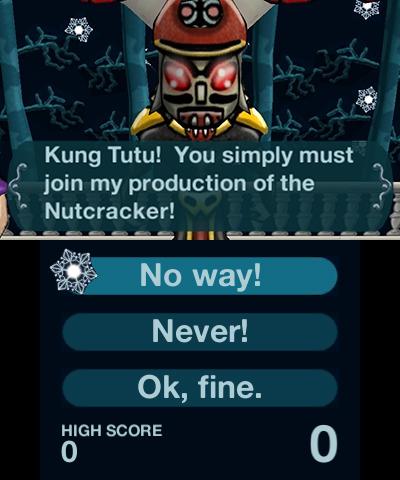 Kung Tutu!  You simply must
join my production of the
Nutcracker!
No way!
Never!
Ok, fine.
HIGH SCORE
0
0